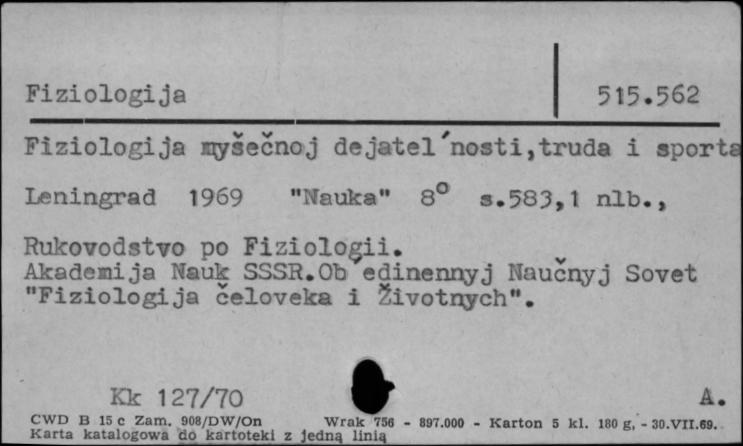 Fiziologija 515.562
Fiziologija myšečnoj dejatel'nosti,truda i sporta
Leningrad 1969 "Nauka" 8° s.583,1 nlb.,
Rukovodstvo po Fiziologii.
Akademija Nauk SSSR.Ob'edinennyj Naučnyj Sovet
"Fiziologija čeloveka i Životnych".
Kk 127/70 A.
CWD B 15 c Zam. 908/DW/On Wrak 756 - 897.000 - Karton 5 kl. 180 g, - 30.VII.69.
Karta katalogowa do kartoteki z jedną linią